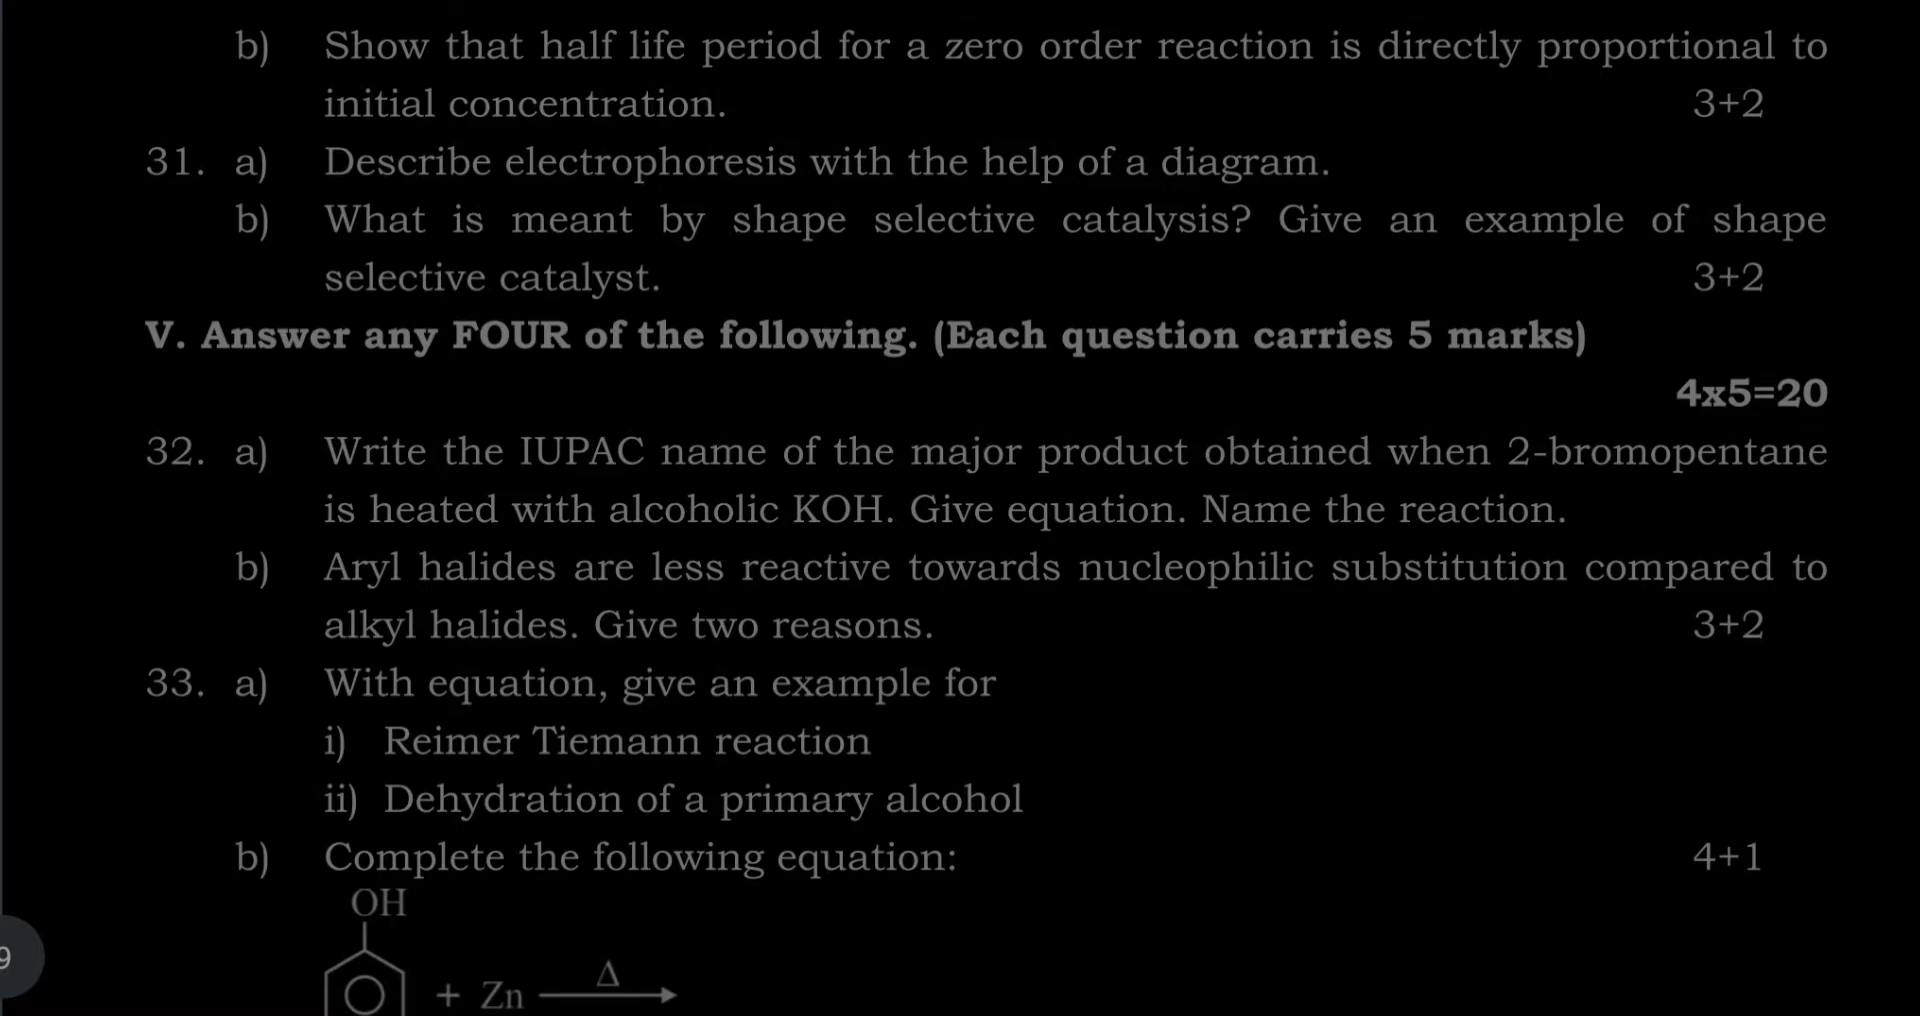 b) Show that half life period for a zero order reaction is directly proportional to
initial concentration. 3+2
31. a) Describe electrophoresis with the help of a diagram.
b) What is meant by shape selective catalysis? Give an example of shape
selective catalyst. 3+2
V. Answer any FOUR of the following. (Each question carries 5 marks)
4x5=20
32. a) Write the IUPAC name of the major product obtained when 2-bromopentane
is heated with alcoholic KOH. Give equation. Name the reaction.
b) Aryl halides are less reactive towards nucleophilic substitution compared to
alkyl halides. Give two reasons. 3+2
33. a) With equation, give an example for
i) Reimer Tiemann reaction
ii) Dehydration of a primary alcohol
b) Complete the following equation: 4+1
OH
9
+ Zn Δ